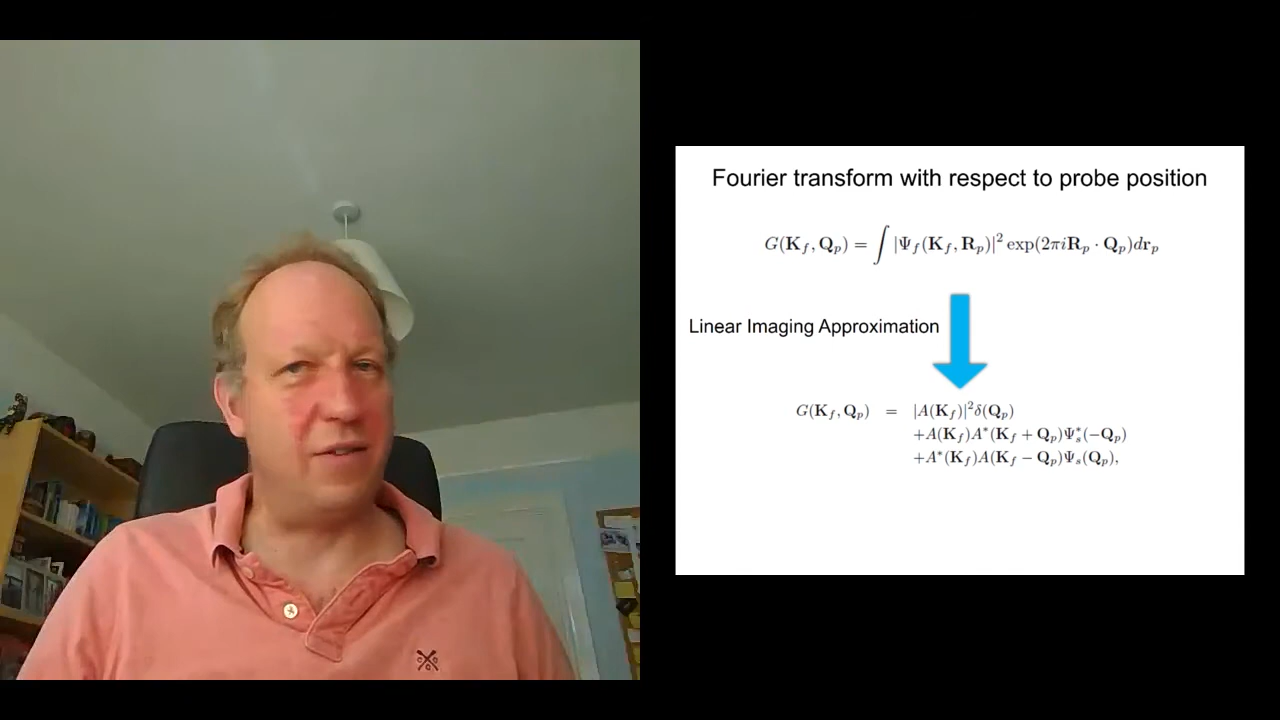 Fourier transform with respect to probe position
G(K_f, Q_p) = ∫ |Ψ_f(K_f, R_p)|² exp(2πiR_p · Q_p)dr_p
Linear Imaging Approximation
G(K_f, Q_p) = |A(K_f)|²δ(Q_p)
+A(K_f)A*(K_f + Q_p)Ψ*_s(−Q_p)
+A*(K_f)A(K_f − Q_p)Ψ_s(Q_p),